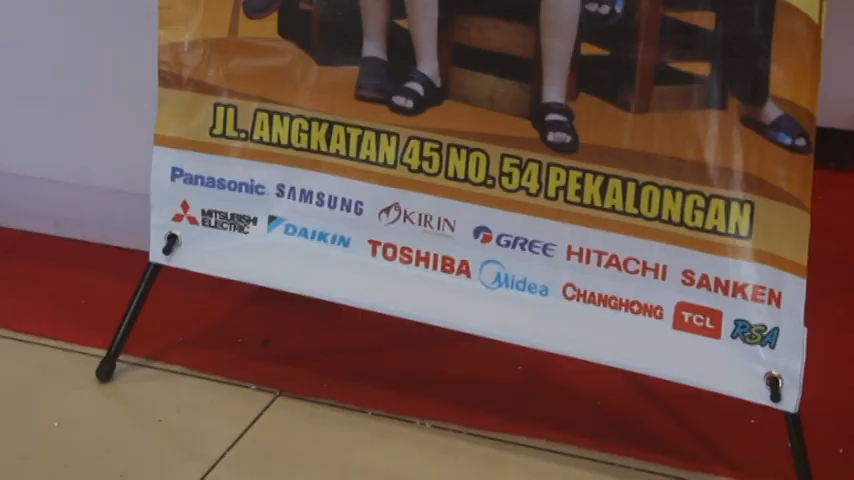 JL. ANGKATAN 45 NO. 54 PEKALONGAN
Panasonic SAMSUNG KIRIN GREE HITACHI SANKEN
MITSUBISHI ELECTRIC DAIKIN TOSHIBA Midea CHANGHONG TCL RSA